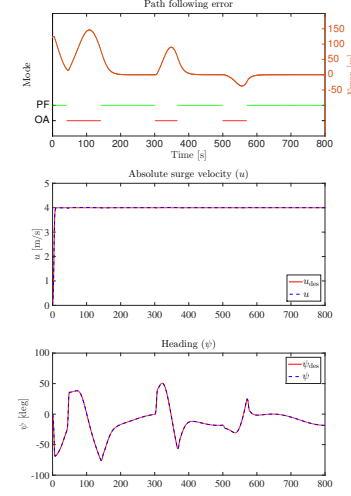 Path following error
Mode
PF
OA
150
100
50
0
-50
0 100 200 300 400 500 600 700 800
Time [s]
Absolute surge velocity (u)
u [m/s]
5
4
3
2
1
0
u_des
u
0 100 200 300 400 500 600 700 800
Heading (ψ)
ψ [deg]
100
50
0
-50
-100
ψ_des
ψ
0 100 200 300 400 500 600 700 800